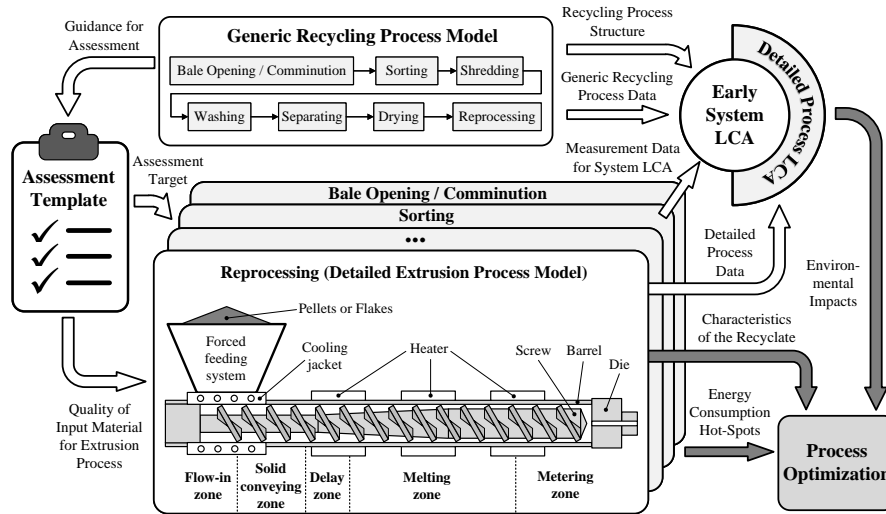 Guidance for
Assessment
Generic Recycling Process Model
Bale Opening / Comminution
Sorting
Shredding
Washing
Separating
Drying
Reprocessing
Recycling Process
Structure
Generic Recycling
Process Data
Measurement Data
for System LCA
Early
System
LCA
Detailed Process LCA
Assessment
Template
Assessment
Target
Bale Opening / Comminution
Sorting
•••
Reprocessing (Detailed Extrusion Process Model)
Pellets or Flakes
Forced
feeding
system
Cooling
jacket
Heater
Screw
Barrel
Die
Flow-in
zone
Solid
conveying
zone
Delay
zone
Melting
zone
Metering
zone
Quality of
Input Material
for Extrusion
Process
Detailed
Process
Data
Environ-
mental
Impacts
Characteristics
of the Recyclate
Energy
Consumption
Hot-Spots
Process
Optimization